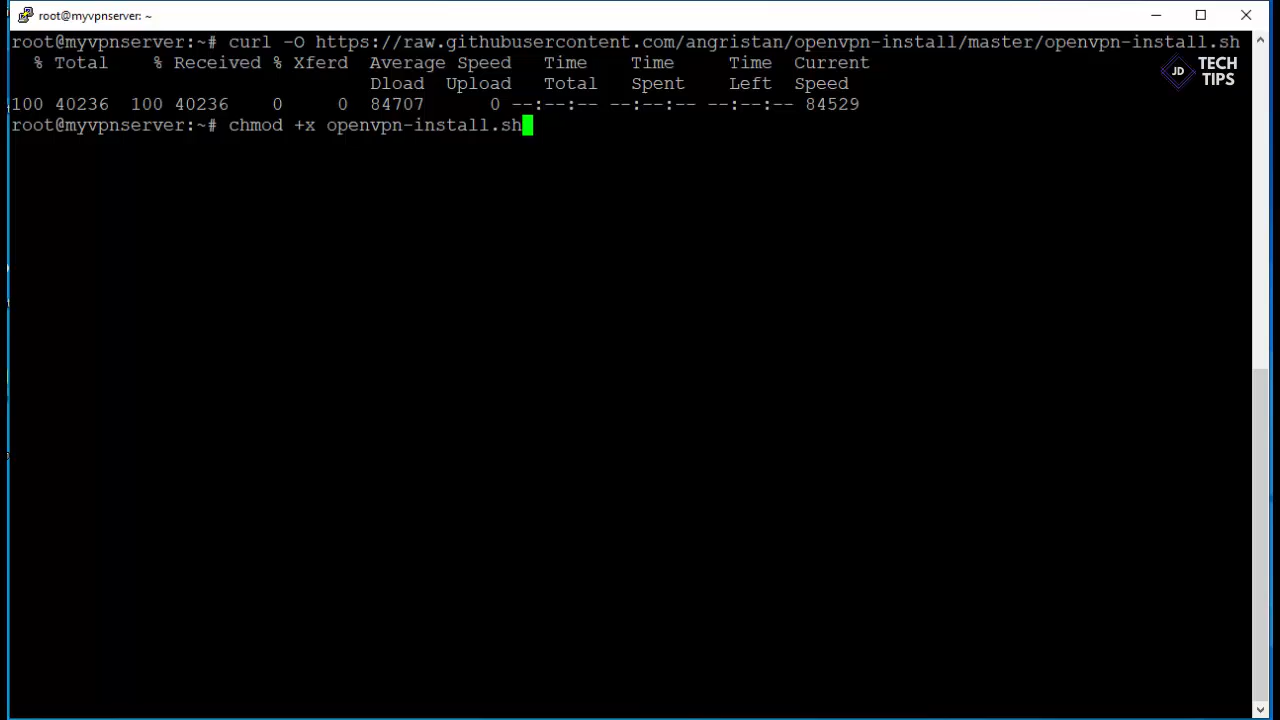 root@myvpnserver: ~
root@myvpnserver:~# curl -O https://raw.githubusercontent.com/angristan/openvpn-install/master/openvpn-install.sh
% Total % Received % Xferd Average Speed Time Time Time Current
Dload Upload Total Spent Left Speed
100 40236 100 40236 0 0 84707 0 --:--:-- --:--:-- --:--:-- 84529
root@myvpnserver:~# chmod +x openvpn-install.sh
JD TECH
TIPS